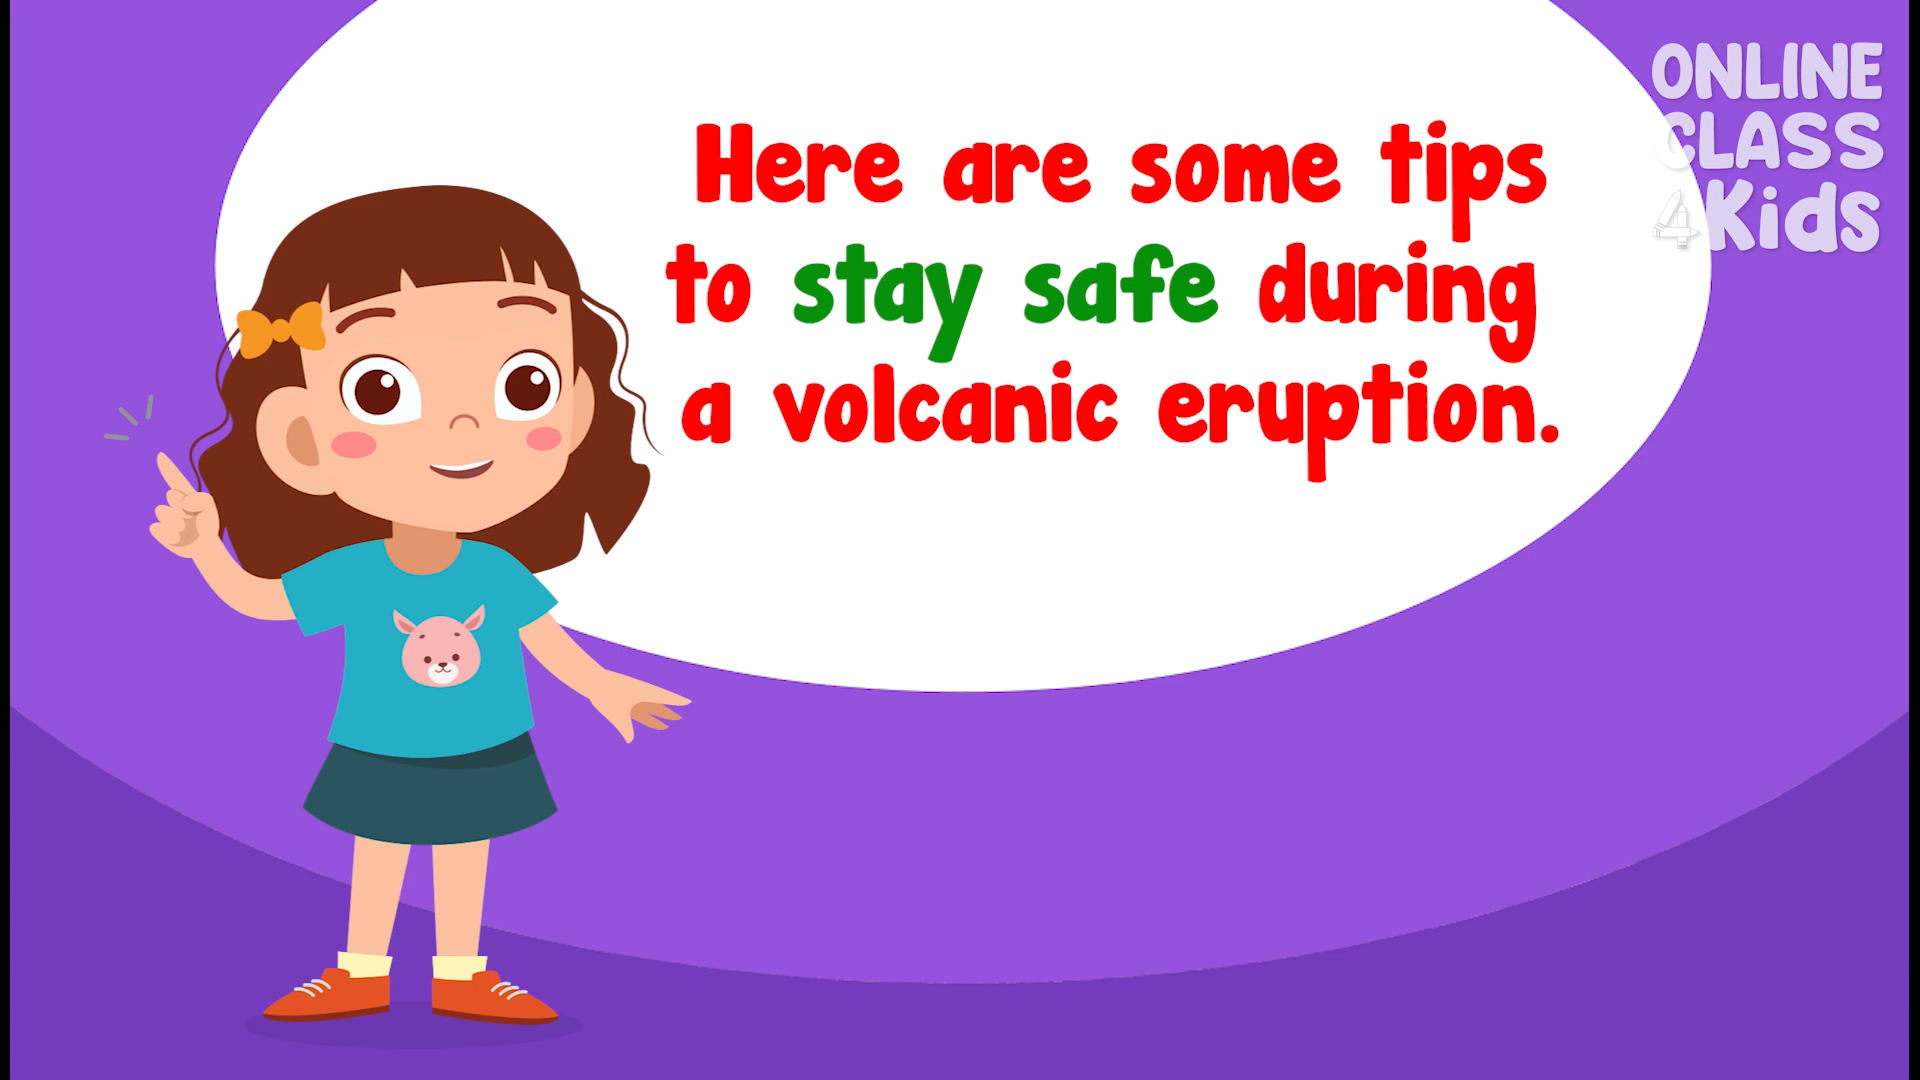 Here are some tips
to stay safe during
a volcanic eruption.
ONLINE
CLASS
4Kids